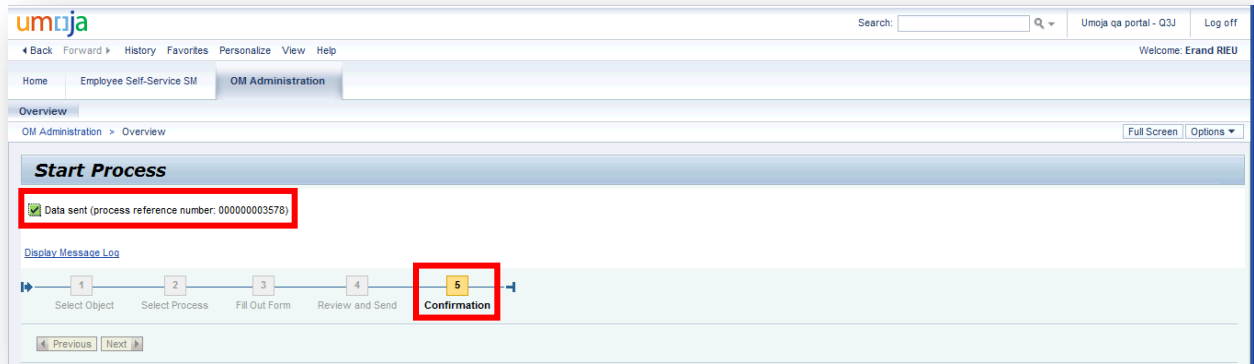 umoja
Search:
Umoja qa portal - Q3J
Log off
Back Forward History Favorites Personalize View Help
Welcome: Erand RIEU
Home Employee Self-Service SM OM Administration
Overview
OM Administration > Overview
Full Screen Options
Start Process
Data sent (process reference number: 000000003578)
Display Message Log
1 2 3 4 5
Select Object Select Process Fill Out Form Review and Send Confirmation
Previous Next